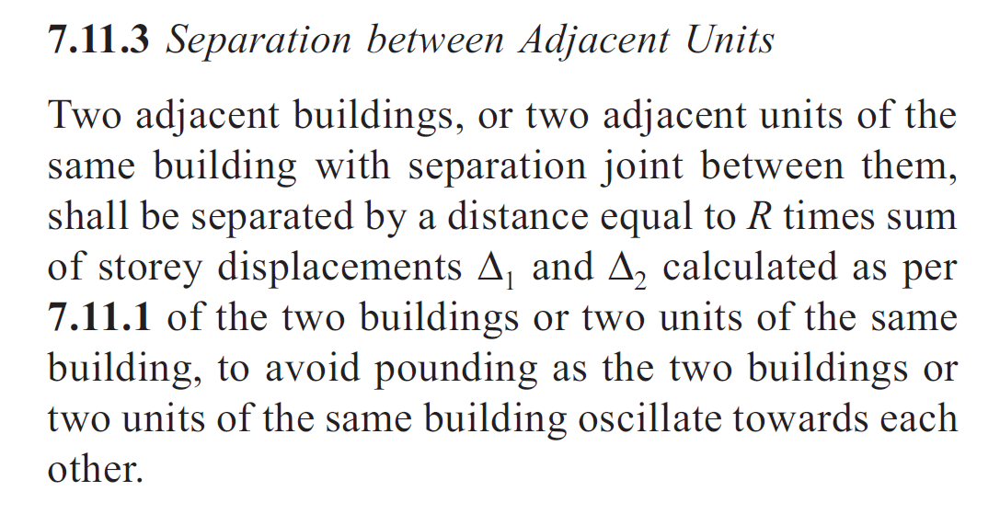 7.11.3 Separation between Adjacent Units
Two adjacent buildings, or two adjacent units of the
same building with separation joint between them,
shall be separated by a distance equal to R times sum
of storey displacements Δ₁ and Δ₂ calculated as per
7.11.1 of the two buildings or two units of the same
building, to avoid pounding as the two buildings or
two units of the same building oscillate towards each
other.